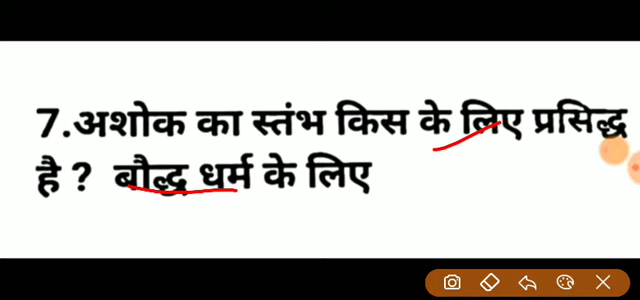 7.अशोक का स्तंभ किस के लिए प्रसिद्ध
है ? बौद्ध धर्म के लिए